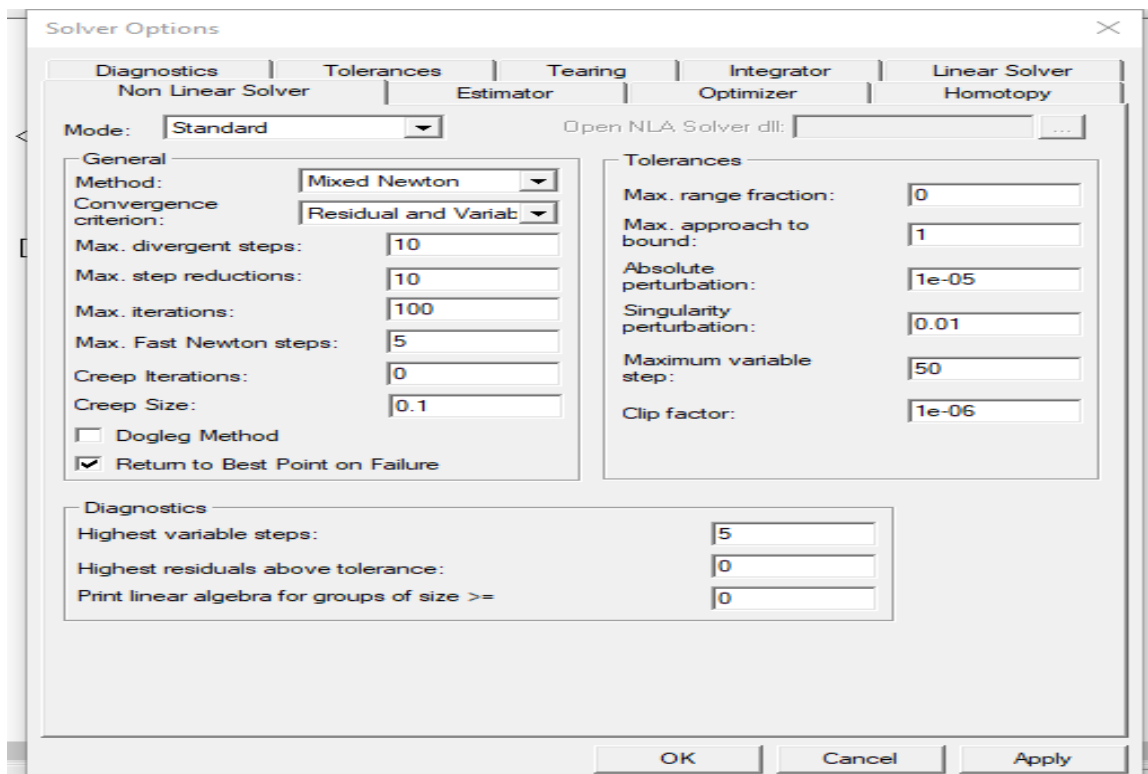 Solver Options
Diagnostics Tolerances Tearing Integrator Linear Solver
Non Linear Solver Estimator Optimizer Homotopy
Mode: Standard Open NLA Solver dll: ...
General
Method: Mixed Newton
Convergence criterion: Residual and Variab
Max. divergent steps: 10
Max. step reductions: 10
Max. iterations: 100
Max. Fast Newton steps: 5
Creep Iterations: 0
Creep Size: 0.1
Dogleg Method
Return to Best Point on Failure
Tolerances
Max. range fraction: 0
Max. approach to bound: 1
Absolute perturbation: 1e-05
Singularity perturbation: 0.01
Maximum variable step: 50
Clip factor: 1e-06
Diagnostics
Highest variable steps: 5
Highest residuals above tolerance: 0
Print linear algebra for groups of size >= 0
OK Cancel Apply